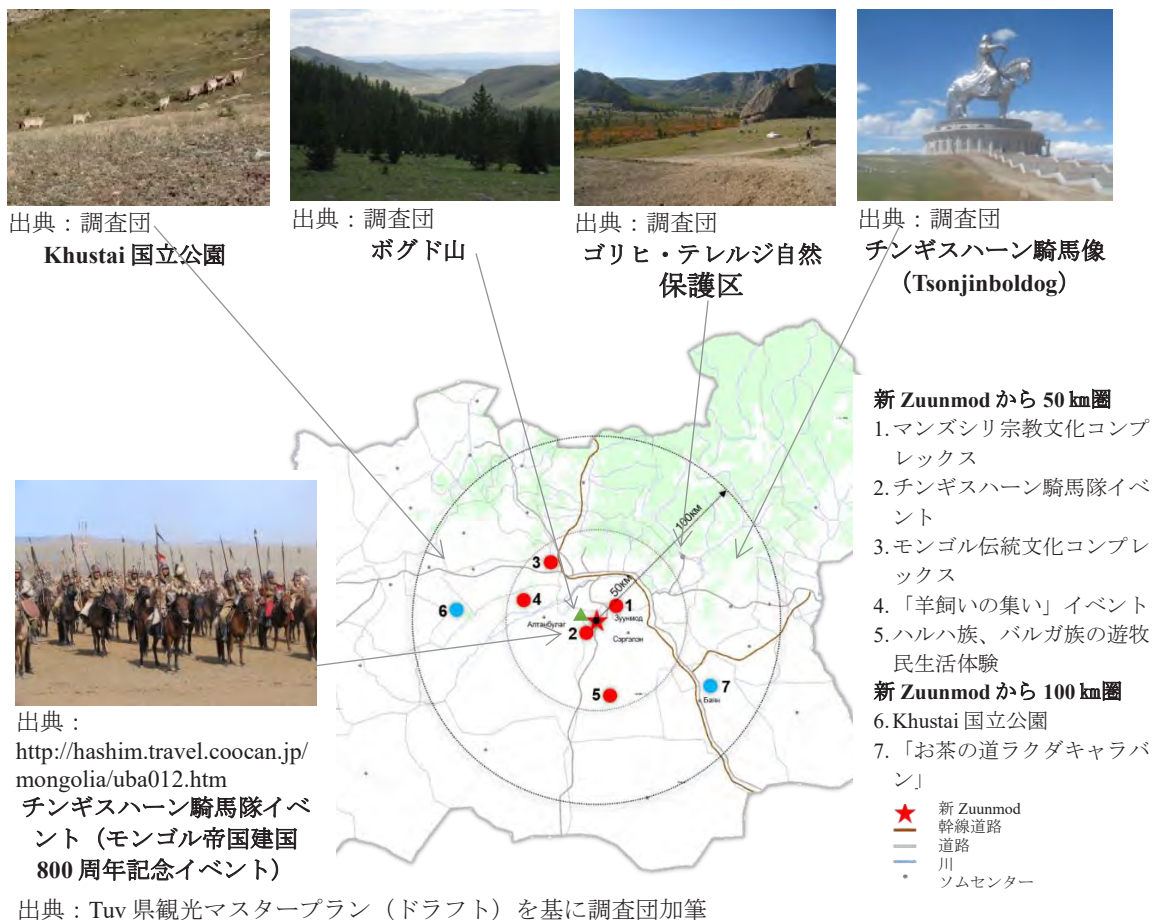 出典：調査団
Khustai 国立公園
出典：調査団
ボグド山
出典：調査団
ゴリヒ・テレルジ自然
保護区
出典：調査団
チンギスハーン騎馬像
（Tsonjinboldog）
出典：
http://hashim.travel.coocan.jp/
mongolia/uba012.htm
チンギスハーン騎馬隊イベ
ント（モンゴル帝国建国
800 周年記念イベント）
100км
50км
3
4
6
1
Зуунмод
Алтанбулаг
2
Сэргэлэн
5
7
Баян
新 Zuunmod から 50 ㎞圏
1.マンズシリ宗教文化コンプ
レックス
2.チンギスハーン騎馬隊イベ
ント
3.モンゴル伝統文化コンプレ
ックス
4.「羊飼いの集い」イベント
5.ハルハ族、バルガ族の遊牧
民生活体験
新 Zuunmod から 100 ㎞圏
6.Khustai 国立公園
7.「お茶の道ラクダキャラバ
ン」
新 Zuunmod
幹線道路
道路
川
ソムセンター
出典：Tuv 県観光マスタープラン（ドラフト）を基に調査団加筆